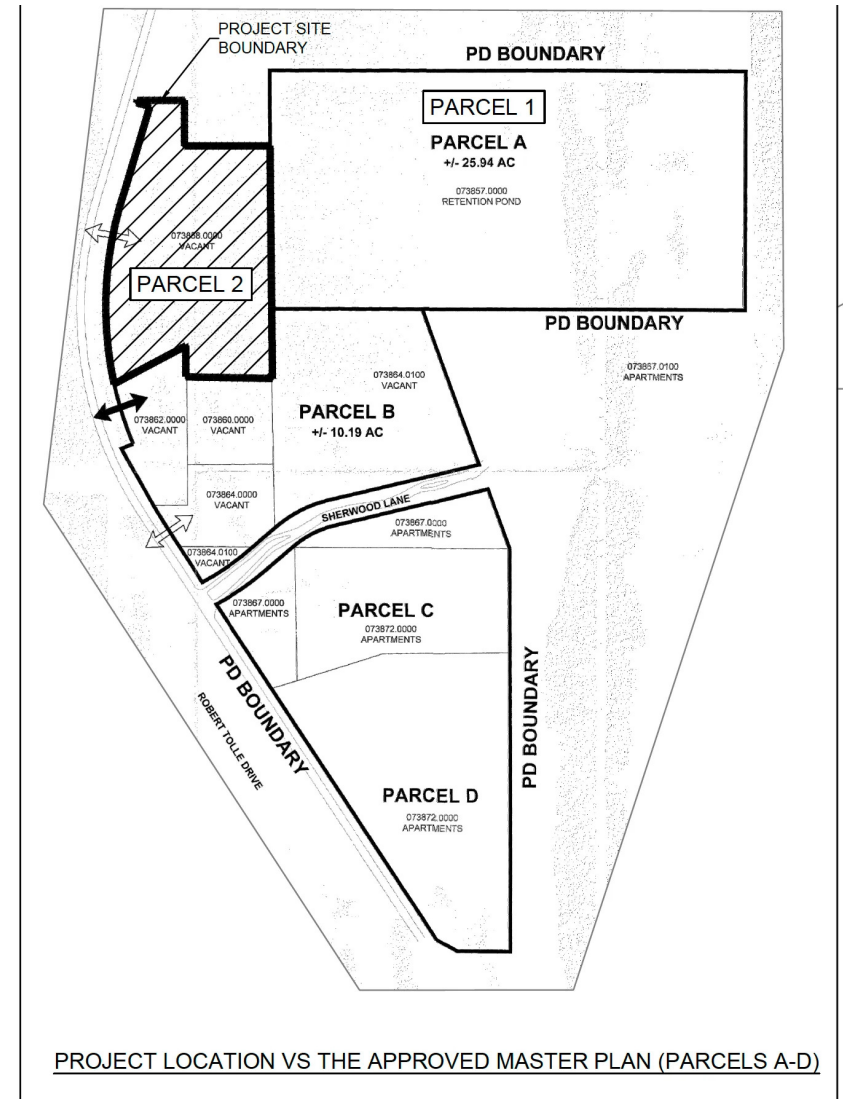 PROJECT SITE
BOUNDARY
PD BOUNDARY
PARCEL 1
PARCEL A
+/- 25.94 AC
073857.0000
RETENTION POND
073858.0000
VACANT
PARCEL 2
PD BOUNDARY
073864.0100
VACANT
073867.0100
APARTMENTS
PARCEL B
+/- 10.19 AC
073862.0000
VACANT
073860.0000
VACANT
073864.0000
VACANT
SHERWOOD LANE
073867.0000
APARTMENTS
073864.0100
VACANT
073867.0000
APARTMENTS
PARCEL C
073872.0000
APARTMENTS
PD BOUNDARY
ROBERT TOLLE DRIVE
PD BOUNDARY
PARCEL D
073872.0000
APARTMENTS
PROJECT LOCATION VS THE APPROVED MASTER PLAN (PARCELS A-D)